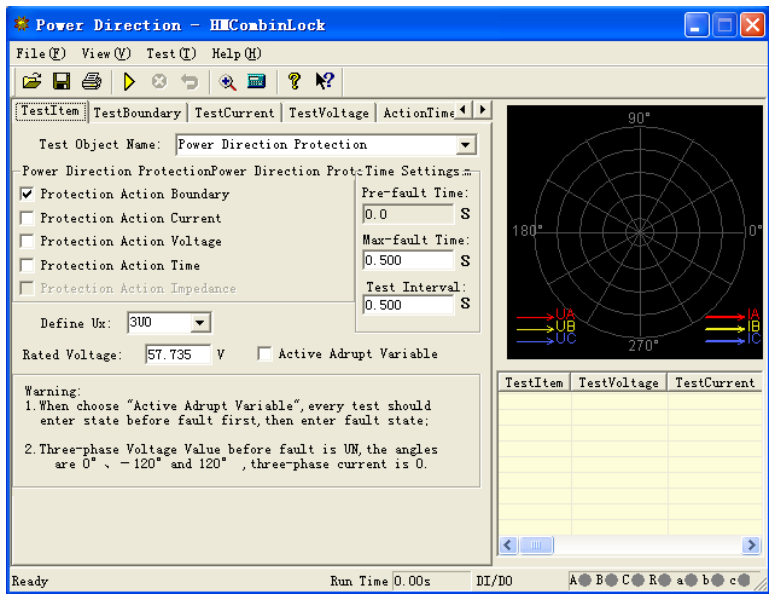 Power Direction - HMCombinLock
File(F) View(V) Test(T) Help(H)
TestItem TestBoundary TestCurrent TestVoltage ActionTime
Test Object Name: Power Direction Protection
Power Direction ProtectionPower Direction Prot
Protection Action Boundary
Protection Action Current
Protection Action Voltage
Protection Action Time
Protection Action Impedance
Time Settings
Pre-fault Time:
0.0 S
Max-fault Time:
0.500 S
Test Interval:
0.500 S
Define Ux: 3U0
Rated Voltage: 57.735 V Active Adrupt Variable
Warning:
1.When choose "Active Adrupt Variable", every test should
enter state before fault first, then enter fault state;
2.Three-phase Voltage Value before fault is UN, the angles
are 0°、-120° and 120° , three-phase current is 0.
90°
180° 0°
270°
UA IA
UB IB
UC IC
TestItem TestVoltage TestCurrent
Ready Run Time 0.00s DI/DO A B C R a b c